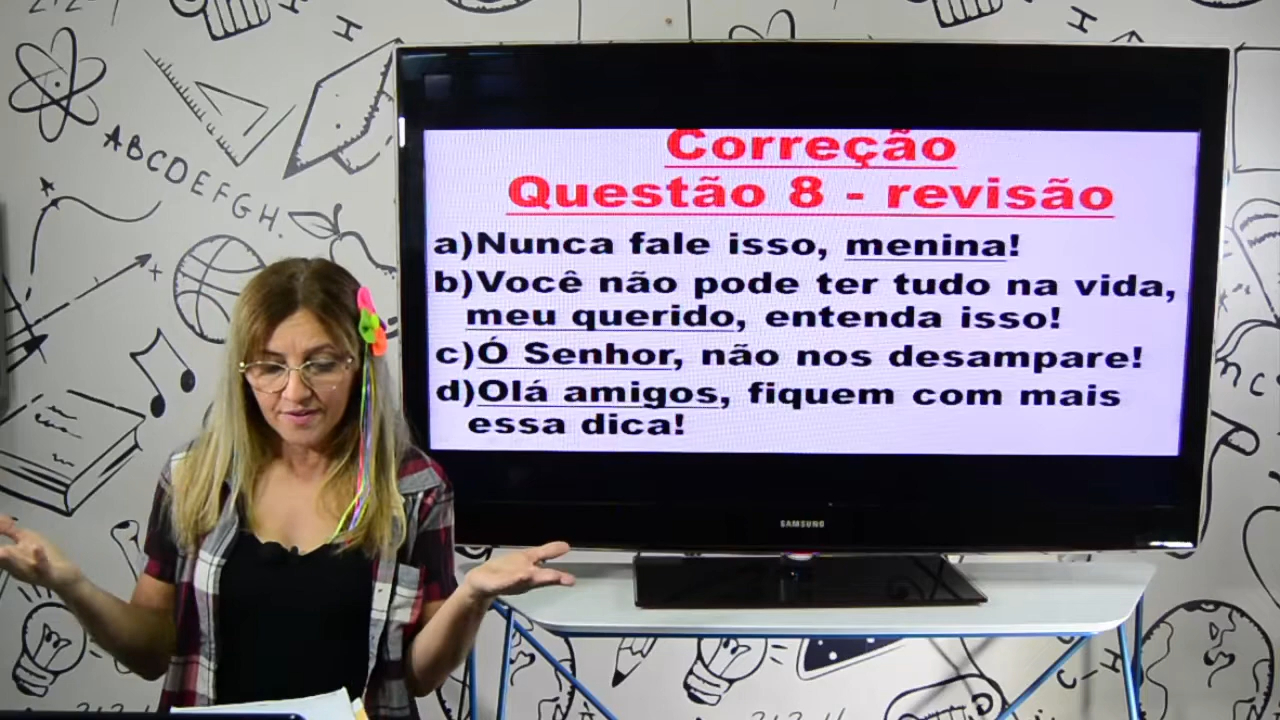 Correção
Questão 8 - revisão
a)Nunca fale isso, menina!
b)Você não pode ter tudo na vida,
meu querido, entenda isso!
c)Ó Senhor, não nos desampare!
d)Olá amigos, fiquem com mais
essa dica!
SAMSUNG
ABCDEFGH.